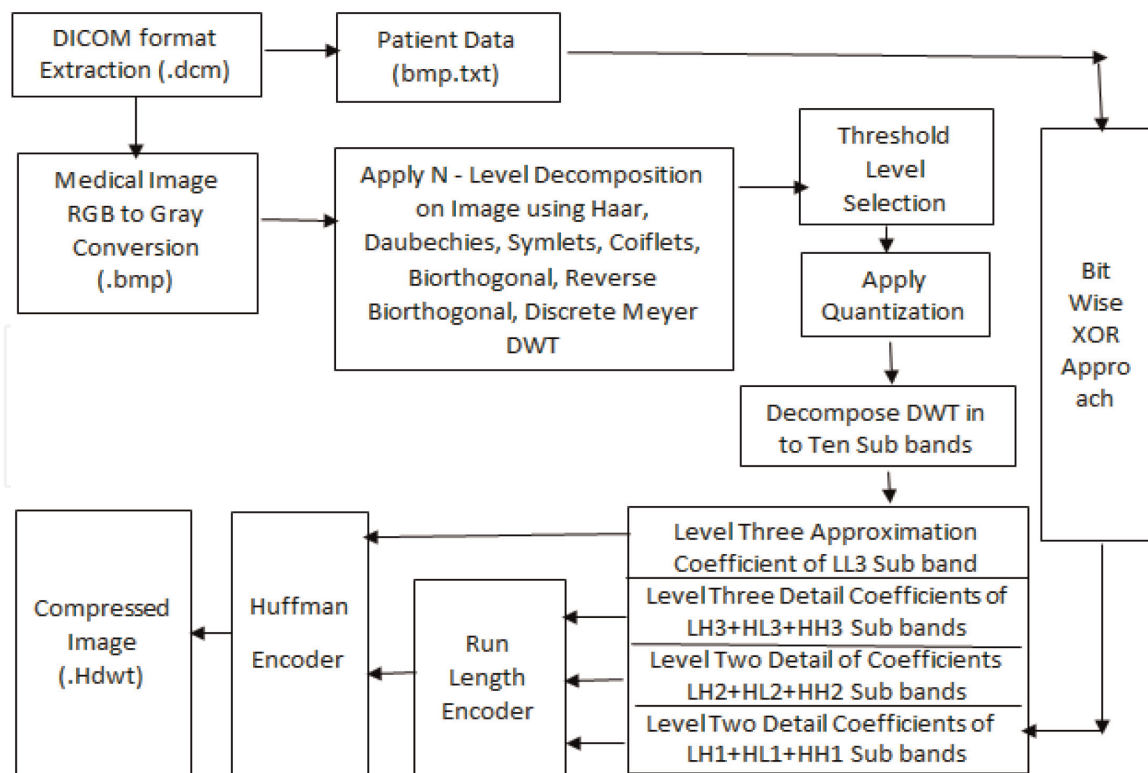 DICOM format
Extraction (.dcm)
Patient Data
(bmp.txt)
Medical Image
RGB to Gray
Conversion
(.bmp)
Apply N - Level Decomposition
on Image using Haar,
Daubechies, Symlets, Coiflets,
Biorthogonal, Reverse
Biorthogonal, Discrete Meyer
DWT
Threshold
Level
Selection
Apply
Quantization
Bit
Wise
XOR
Appro
ach
Decompose DWT in
to Ten Sub bands
Level Three Approximation
Coefficient of LL3 Sub band
Level Three Detail Coefficients of
LH3+HL3+HH3 Sub bands
Level Two Detail of Coefficients
LH2+HL2+HH2 Sub bands
Level Two Detail Coefficients of
LH1+HL1+HH1 Sub bands
Run
Length
Encoder
Huffman
Encoder
Compressed
Image
(.Hdwt)